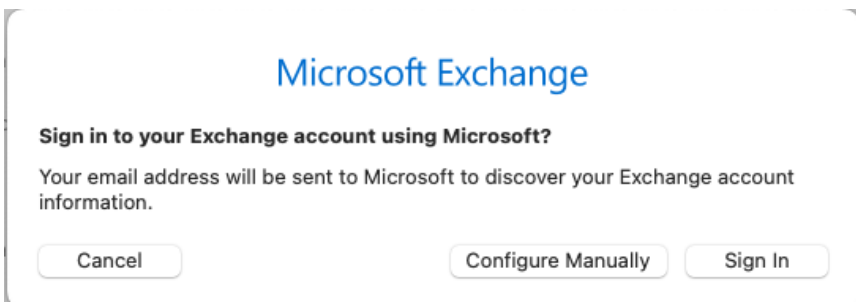 Microsoft Exchange
Sign in to your Exchange account using Microsoft?
Your email address will be sent to Microsoft to discover your Exchange account
information.
Cancel
Configure Manually
Sign In